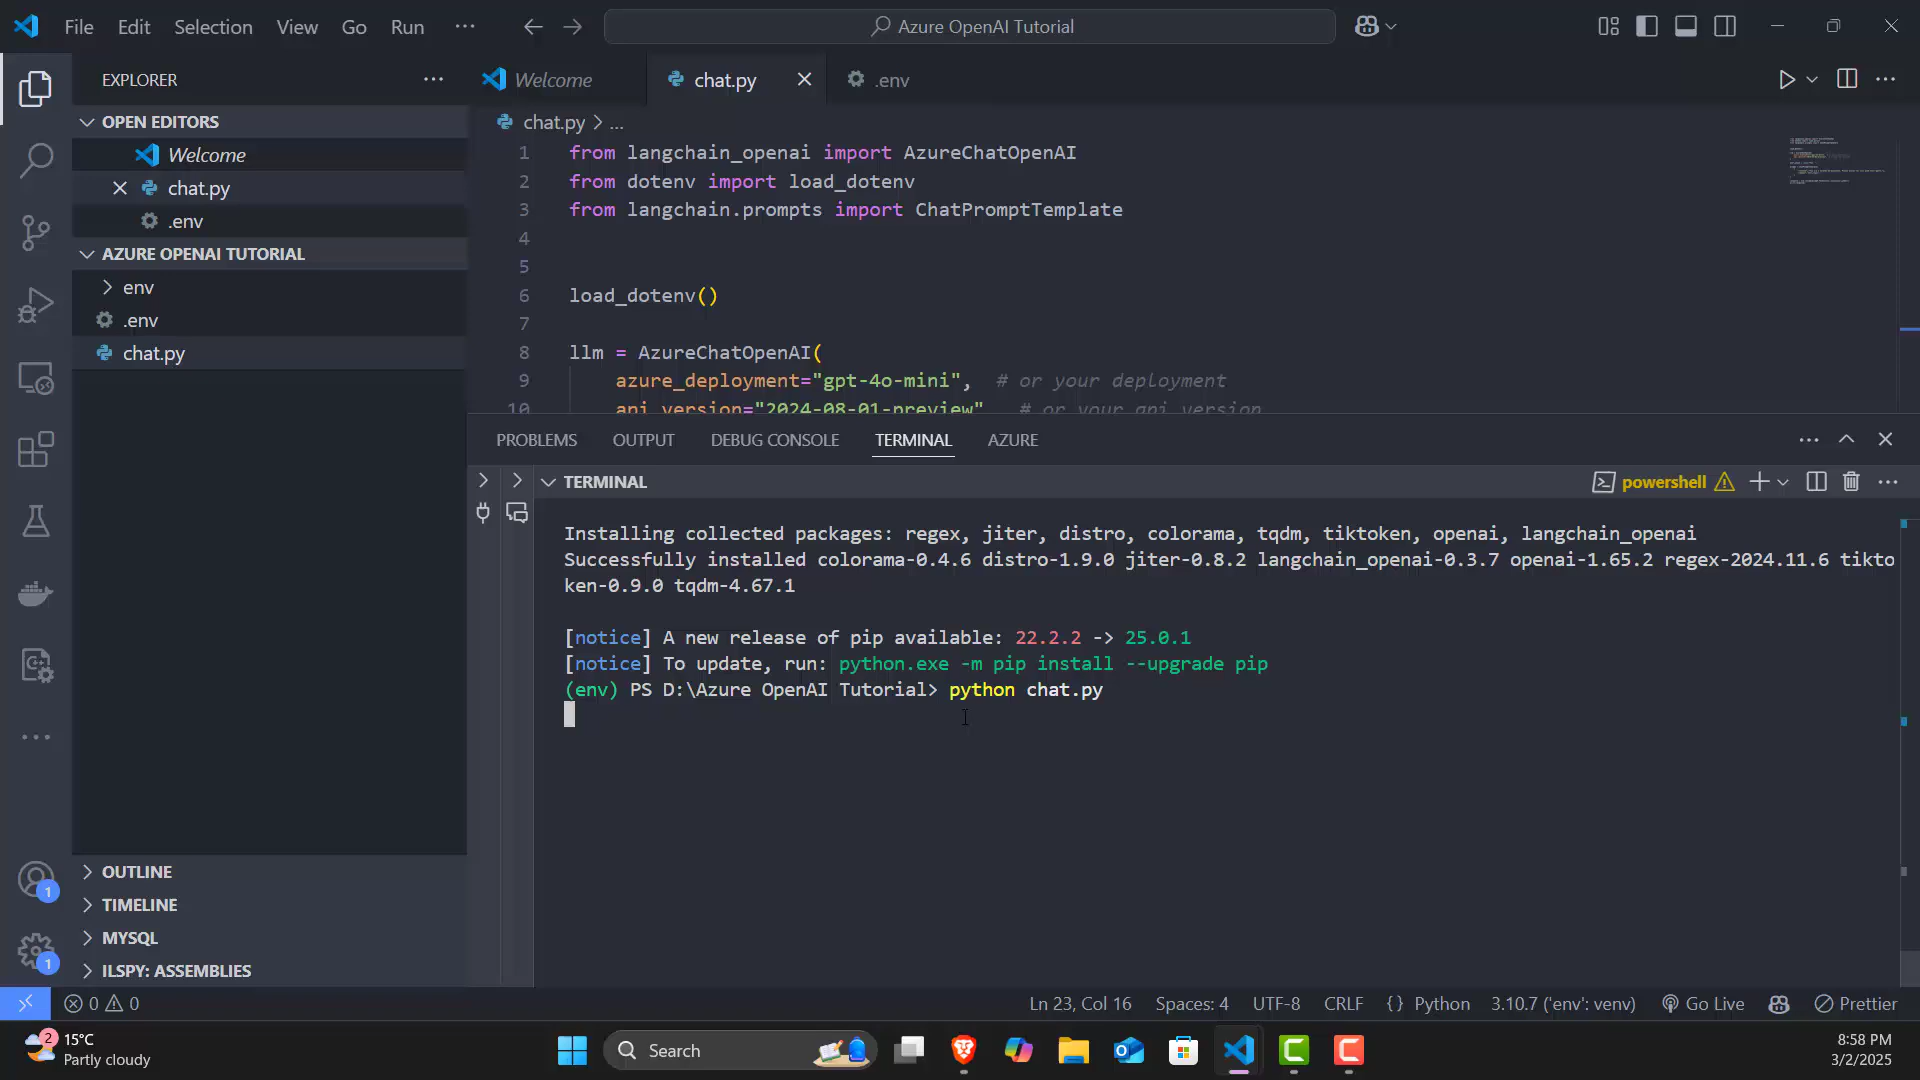 File Edit Selection View Go Run ···
Azure OpenAI Tutorial
EXPLORER
Welcome
chat.py
.env
OPEN EDITORS
Welcome
chat.py
.env
AZURE OPENAI TUTORIAL
env
.env
chat.py
OUTLINE
TIMELINE
MYSQL
ILSPY: ASSEMBLIES
chat.py > ...
1 from langchain_openai import AzureChatOpenAI
2 from dotenv import load_dotenv
3 from langchain.prompts import ChatPromptTemplate
4
5
6 load_dotenv()
7
8 llm = AzureChatOpenAI(
9 azure_deployment="gpt-4o-mini", # or your deployment
10 api_version="2024-08-01-preview" # or your api version
PROBLEMS OUTPUT DEBUG CONSOLE TERMINAL AZURE
TERMINAL
powershell
Installing collected packages: regex, jiter, distro, colorama, tqdm, tiktoken, openai, langchain_openai
Successfully installed colorama-0.4.6 distro-1.9.0 jiter-0.8.2 langchain_openai-0.3.7 openai-1.65.2 regex-2024.11.6 tikto
ken-0.9.0 tqdm-4.67.1
[notice] A new release of pip available: 22.2.2 -> 25.0.1
[notice] To update, run: python.exe -m pip install --upgrade pip
(env) PS D:\Azure OpenAI Tutorial> python chat.py
1
1
0 0
Ln 23, Col 16 Spaces: 4 UTF-8 CRLF {} Python 3.10.7 ('env': venv) Go Live Prettier
2
15°C
Partly cloudy
Search
8:58 PM
3/2/2025